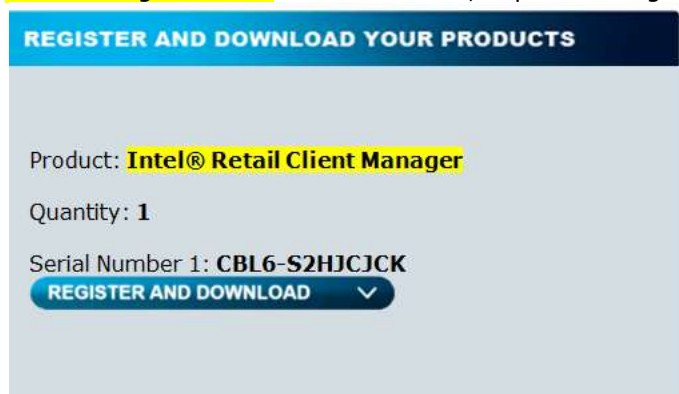 REGISTER AND DOWNLOAD YOUR PRODUCTS
Product: Intel® Retail Client Manager
Quantity: 1
Serial Number 1: CBL6-S2HJCJCK
REGISTER AND DOWNLOAD